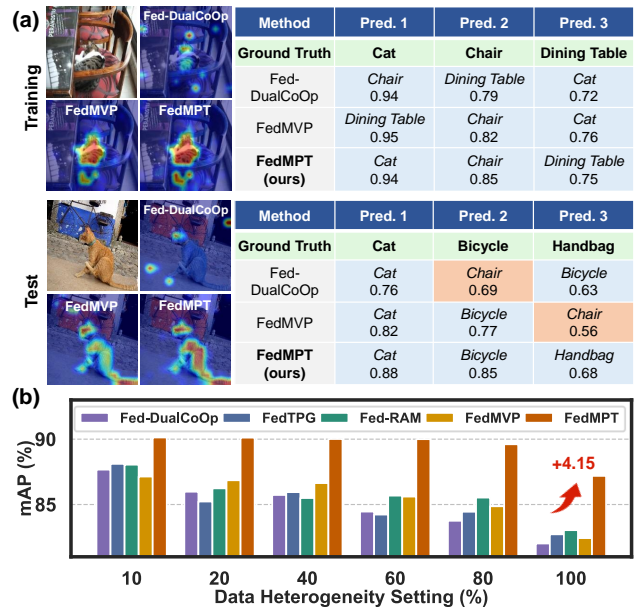 (a)
Training
Fed-DualCoOp
FedMVP
FedMPT
Method Pred. 1 Pred. 2 Pred. 3
Ground Truth Cat Chair Dining Table
Fed-
DualCoOp
Chair Dining Table Cat
0.94 0.79 0.72
FedMVP
Dining Table Chair Cat
0.95 0.82 0.76
FedMPT
(ours)
Cat Chair Dining Table
0.94 0.85 0.75
Test
Fed-DualCoOp
FedMVP
FedMPT
Method Pred. 1 Pred. 2 Pred. 3
Ground Truth Cat Bicycle Handbag
Fed-
DualCoOp
Cat Chair Bicycle
0.76 0.69 0.63
FedMVP
Cat Bicycle Chair
0.82 0.77 0.56
FedMPT
(ours)
Cat Bicycle Handbag
0.88 0.85 0.68
(b)
Fed-DualCoOp FedTPG Fed-RAM FedMVP FedMPT
mAP (%)
90
85
+4.15
10 20 40 60 80 100
Data Heterogeneity Setting (%)